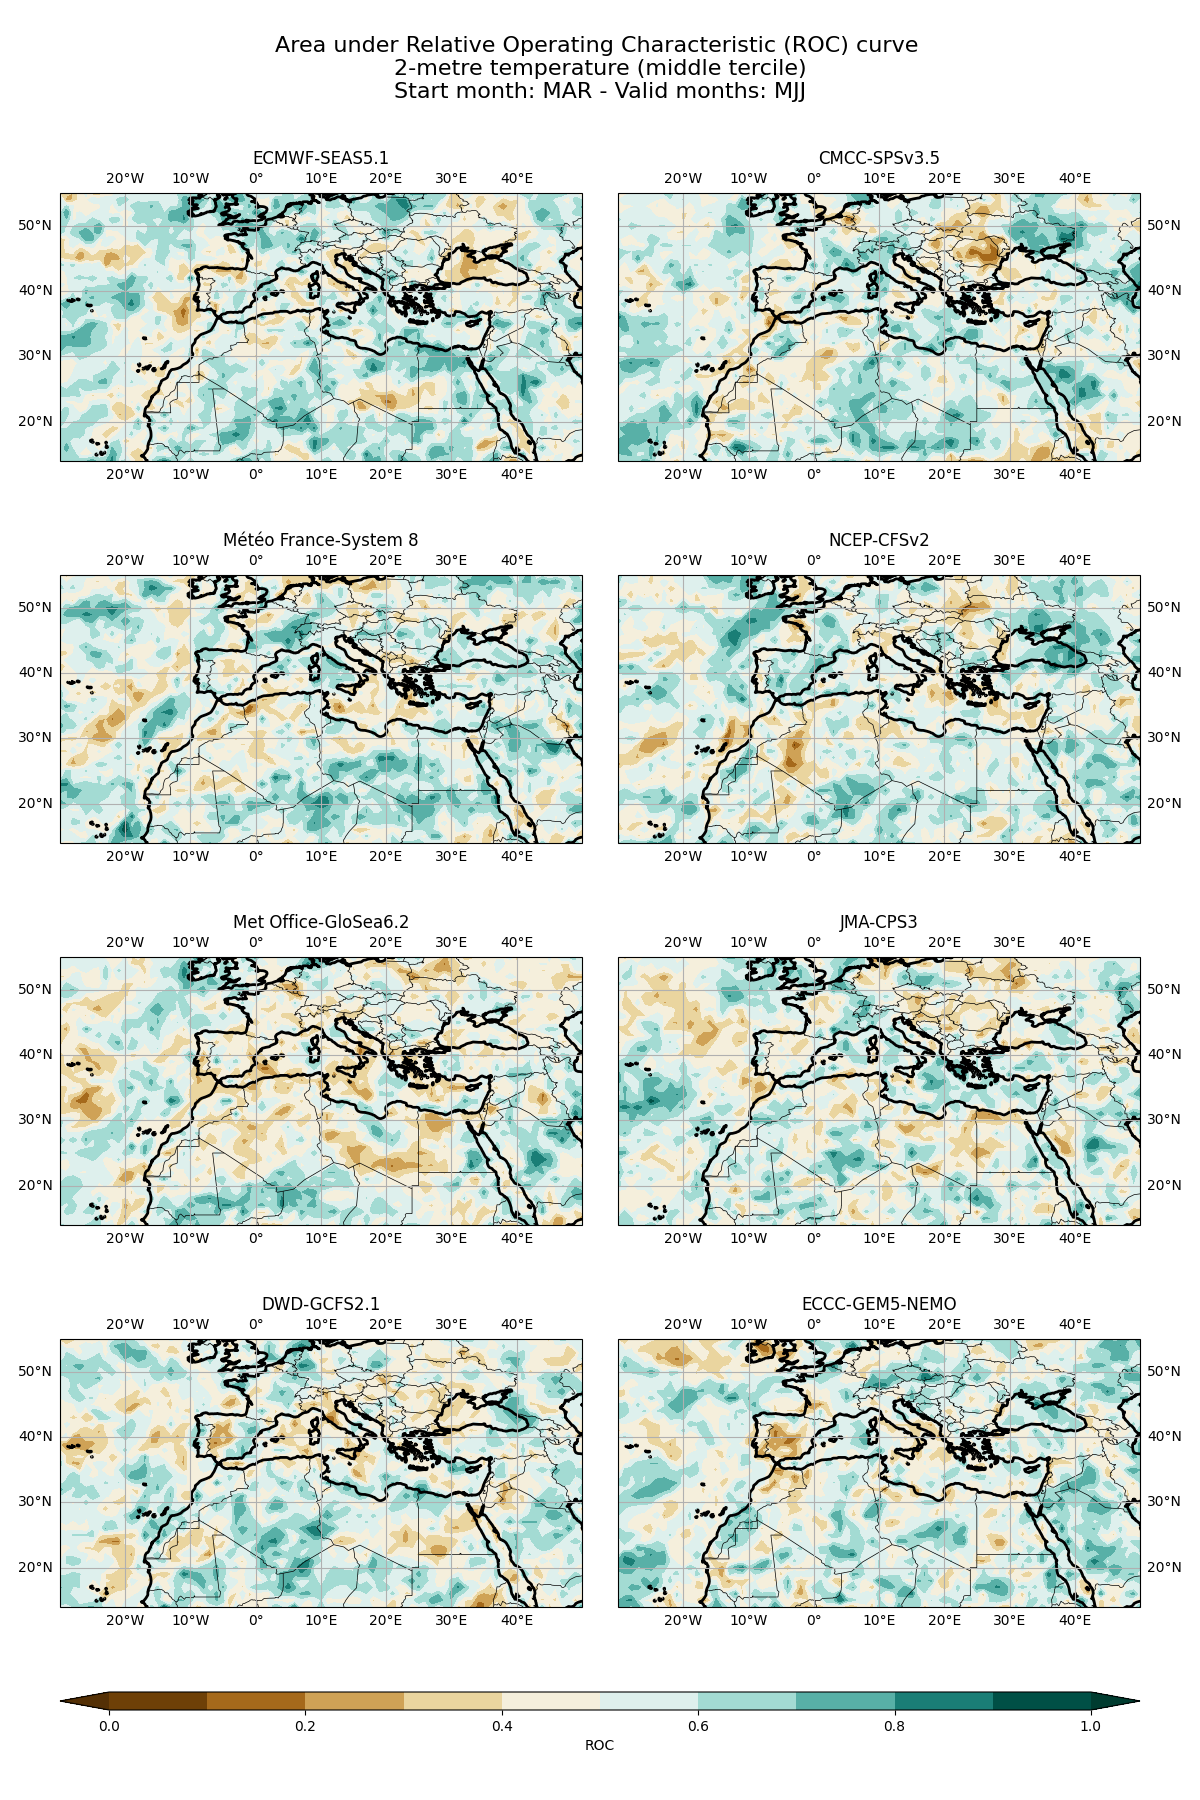 Area under Relative Operating Characteristic (ROC) curve
2-metre temperature (middle tercile)
Start month: MAR - Valid months: MJJ
ECMWF-SEAS5.1
20°W 10°W 0° 10°E 20°E 30°E 40°E
50°N
40°N
30°N
20°N
20°W 10°W 0° 10°E 20°E 30°E 40°E
CMCC-SPSv3.5
20°W 10°W 0° 10°E 20°E 30°E 40°E
50°N
40°N
30°N
20°N
20°W 10°W 0° 10°E 20°E 30°E 40°E
Météo France-System 8
20°W 10°W 0° 10°E 20°E 30°E 40°E
50°N
40°N
30°N
20°N
20°W 10°W 0° 10°E 20°E 30°E 40°E
NCEP-CFSv2
20°W 10°W 0° 10°E 20°E 30°E 40°E
50°N
40°N
30°N
20°N
20°W 10°W 0° 10°E 20°E 30°E 40°E
Met Office-GloSea6.2
20°W 10°W 0° 10°E 20°E 30°E 40°E
50°N
40°N
30°N
20°N
20°W 10°W 0° 10°E 20°E 30°E 40°E
JMA-CPS3
20°W 10°W 0° 10°E 20°E 30°E 40°E
50°N
40°N
30°N
20°N
20°W 10°W 0° 10°E 20°E 30°E 40°E
DWD-GCFS2.1
20°W 10°W 0° 10°E 20°E 30°E 40°E
50°N
40°N
30°N
20°N
20°W 10°W 0° 10°E 20°E 30°E 40°E
ECCC-GEM5-NEMO
20°W 10°W 0° 10°E 20°E 30°E 40°E
50°N
40°N
30°N
20°N
20°W 10°W 0° 10°E 20°E 30°E 40°E
0.0 0.2 0.4 0.6 0.8 1.0
ROC